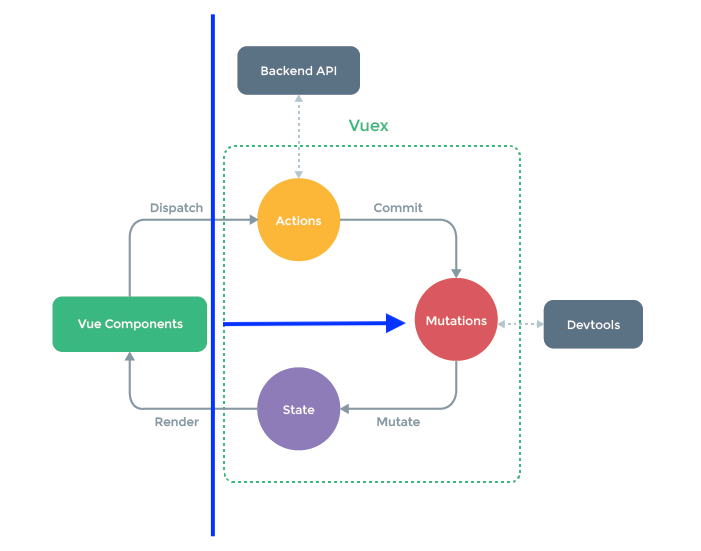 Backend API
Vuex
Dispatch
Commit
Actions
Vue Components
Mutations
Devtools
State
Render
Mutate